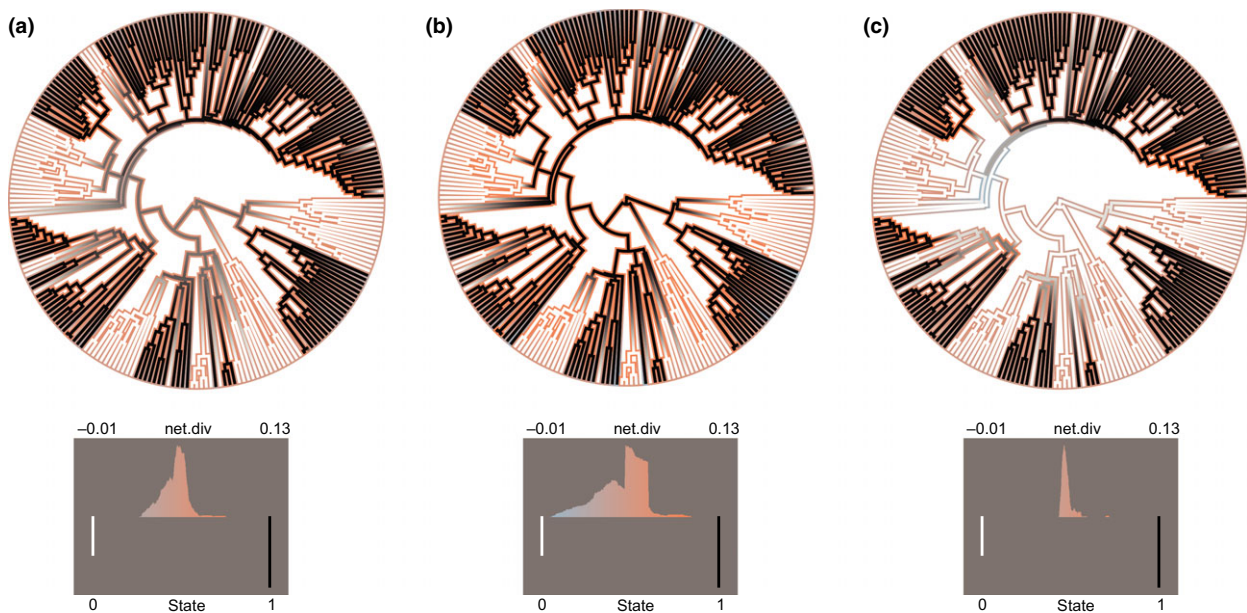 (a)
(b)
(c)
–0.01 net.div 0.13
–0.01 net.div 0.13
–0.01 net.div 0.13
0 State 1
0 State 1
0 State 1